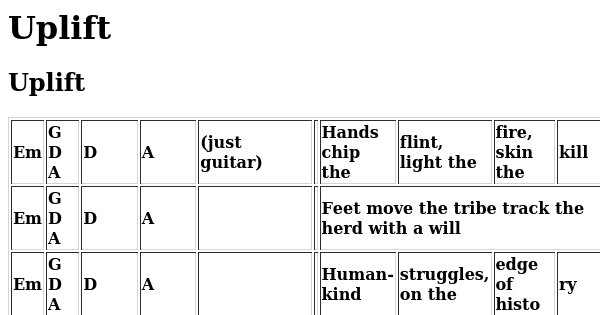 Uplift
Uplift
Em G D A D A (just guitar) Hands chip the flint, light the fire, skin the kill
Em G D A D A Feet move the tribe track the herd with a will
Em G D A D A Human-kind struggles, on the edge of histo ry